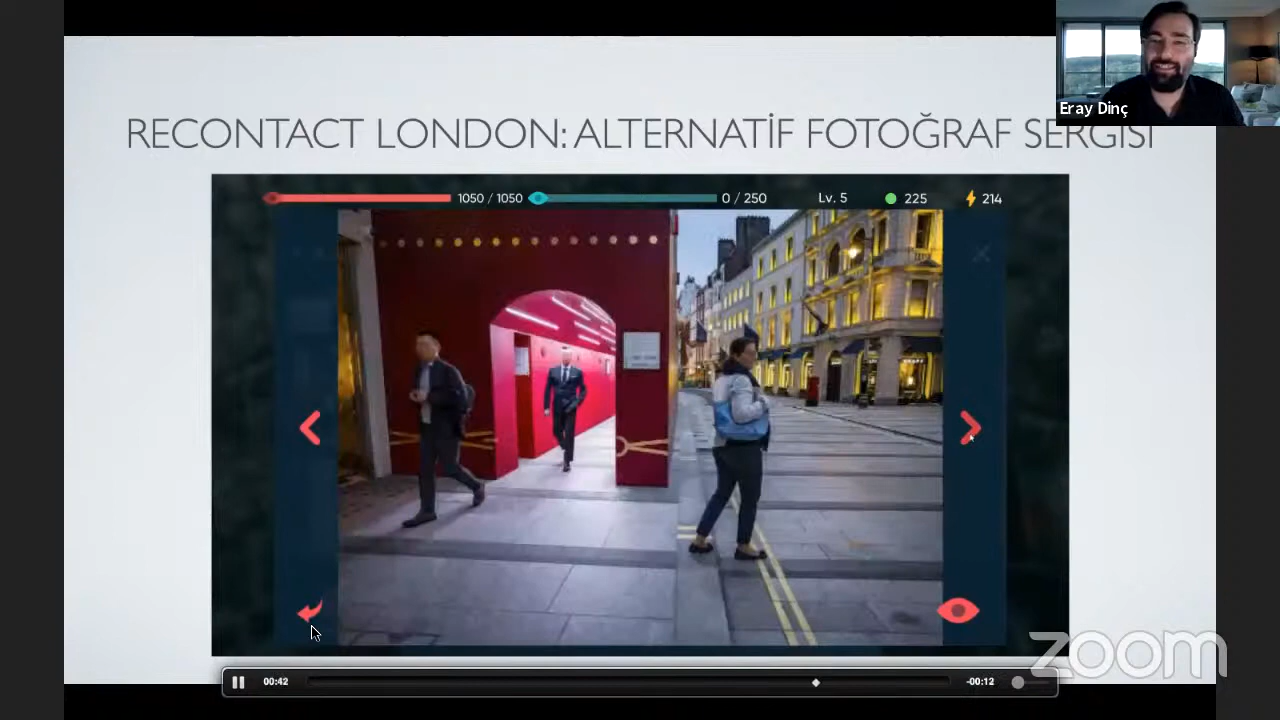 Eray Dinç
RECONTACT LONDON: ALTERNATİF FOTOĞRAF SERGİSİ
1050 / 1050 0 / 250 Lv. 5 225 214
00:42 -00:12
zoom